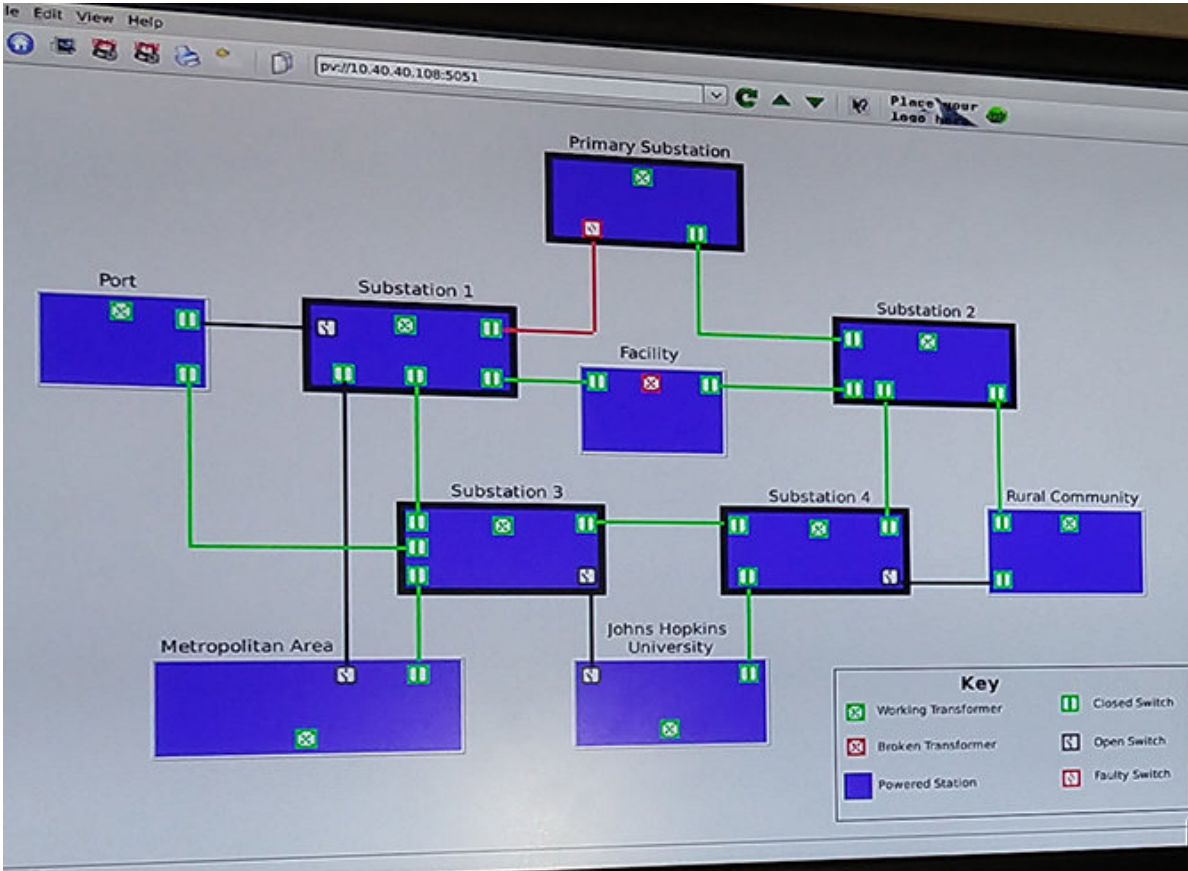 le Edit View Help
pv://10.40.40.108:5051
Place your
logo here
Primary Substation
Port
Substation 1
Substation 2
Facility
Substation 3
Substation 4
Rural Community
Metropolitan Area
Johns Hopkins
University
Key
Working Transformer
Closed Switch
Broken Transformer
Open Switch
Powered Station
Faulty Switch